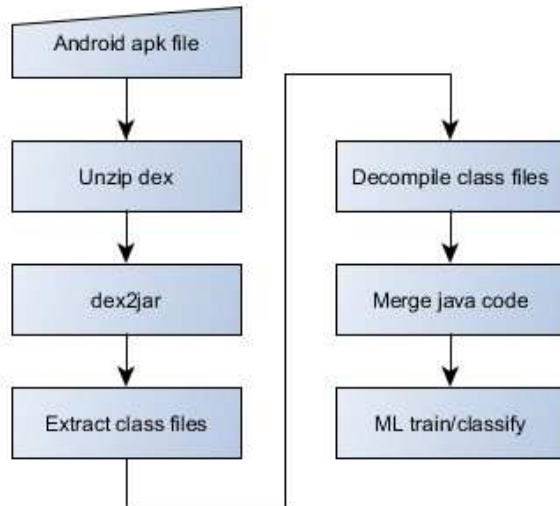 Android apk file
Unzip dex
dex2jar
Extract class files
Decompile class files
Merge java code
ML train/classify